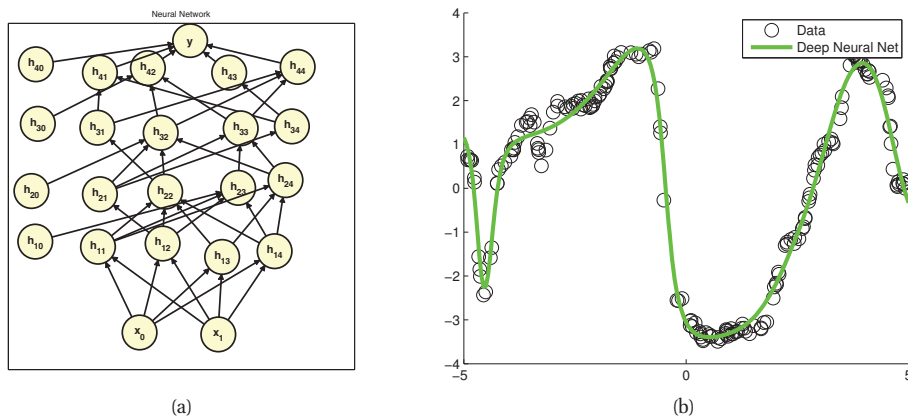 Neural Network
y
h40
h41
h42
h43
h44
h30
h31
h32
h33
h34
h20
h21
h22
h23
h24
h10
h11
h12
h13
h14
x0
x1
(a)
Data
Deep Neural Net
4
3
2
1
0
−1
−2
−3
−4
−5 0 5
(b)